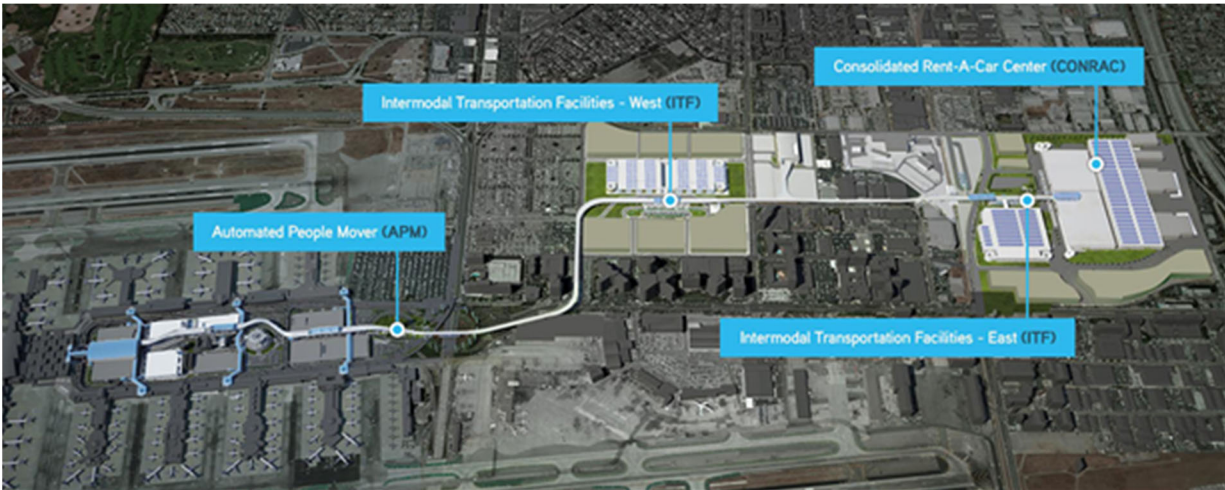 Consolidated Rent-A-Car Center (CONRAC)
Intermodal Transportation Facilities - West (ITF)
Automated People Mover (APM)
Intermodal Transportation Facilities - East (ITF)